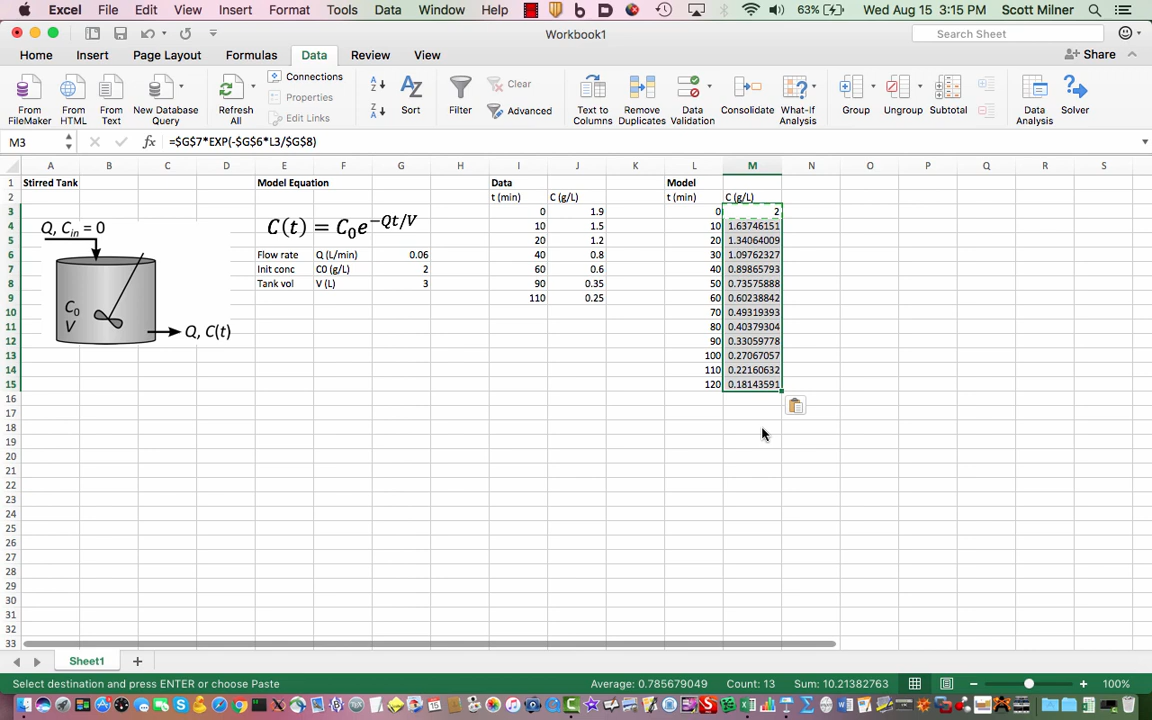 Excel File Edit View Insert Format Tools Data Window Help 63% Wed Aug 15 3:15 PM Scott Milner
Workbook1
Search Sheet
Home Insert Page Layout Formulas Data Review View Share
Connections Properties Edit Links Clear Advanced
From FileMaker From HTML From Text New Database Query Refresh All Sort Filter Text to Columns Remove Duplicates Data Validation Consolidate What-If Analysis Group Ungroup Subtotal Data Analysis Solver
M3 fx =$G$7*EXP(-$G$6*L3/$G$8)
A B C D E F G H I J K L M N O P Q R S
1 Stirred Tank Model Equation Data Model
2 t (min) C (g/L) t (min) C (g/L)
3 0 1.9 0 2
4 Q, Cin = 0 C(t) = C0e^−Qt/V 10 1.5 10 1.63746151
5 20 1.2 20 1.34064009
6 Flow rate Q (L/min) 0.06 40 0.8 30 1.09762327
7 Init conc C0 (g/L) 2 60 0.6 40 0.89865793
8 Tank vol V (L) 3 90 0.35 50 0.73575888
9 C0 110 0.25 60 0.60238842
10 70 0.49319393
11 V Q, C(t) 80 0.40379304
12 90 0.33059778
13 100 0.27067057
14 110 0.22160632
15 120 0.18143591
16
17
18
19
20
21
22
23
24
25
26
27
28
29
30
31
32
33
Sheet1 +
Select destination and press ENTER or choose Paste Average: 0.785679049 Count: 13 Sum: 10.21382763 100%